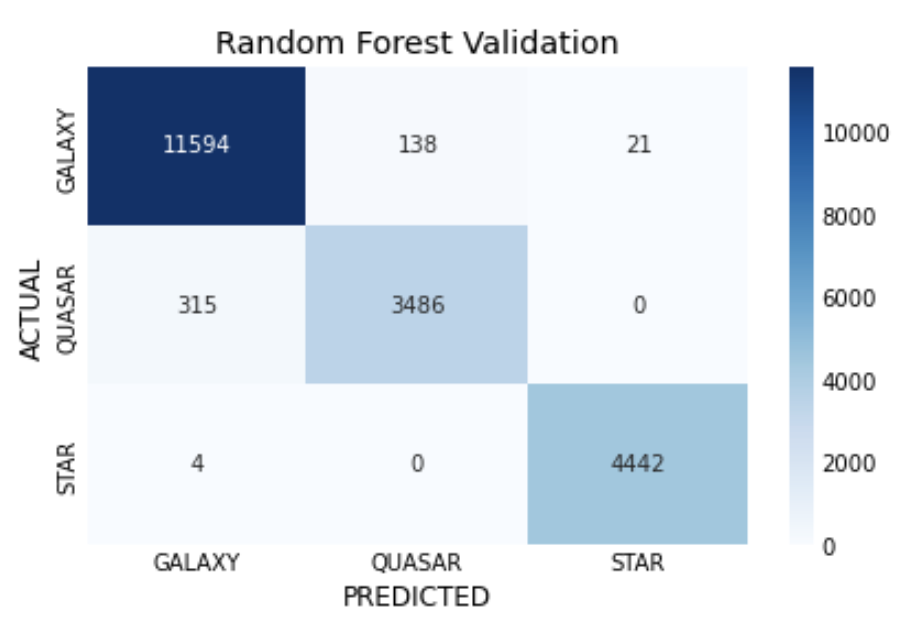 Random Forest Validation
ACTUAL
GALAXY
11594 138 21
QUASAR
315 3486 0
STAR
4 0 4442
GALAXY QUASAR STAR
PREDICTED
10000
8000
6000
4000
2000
0